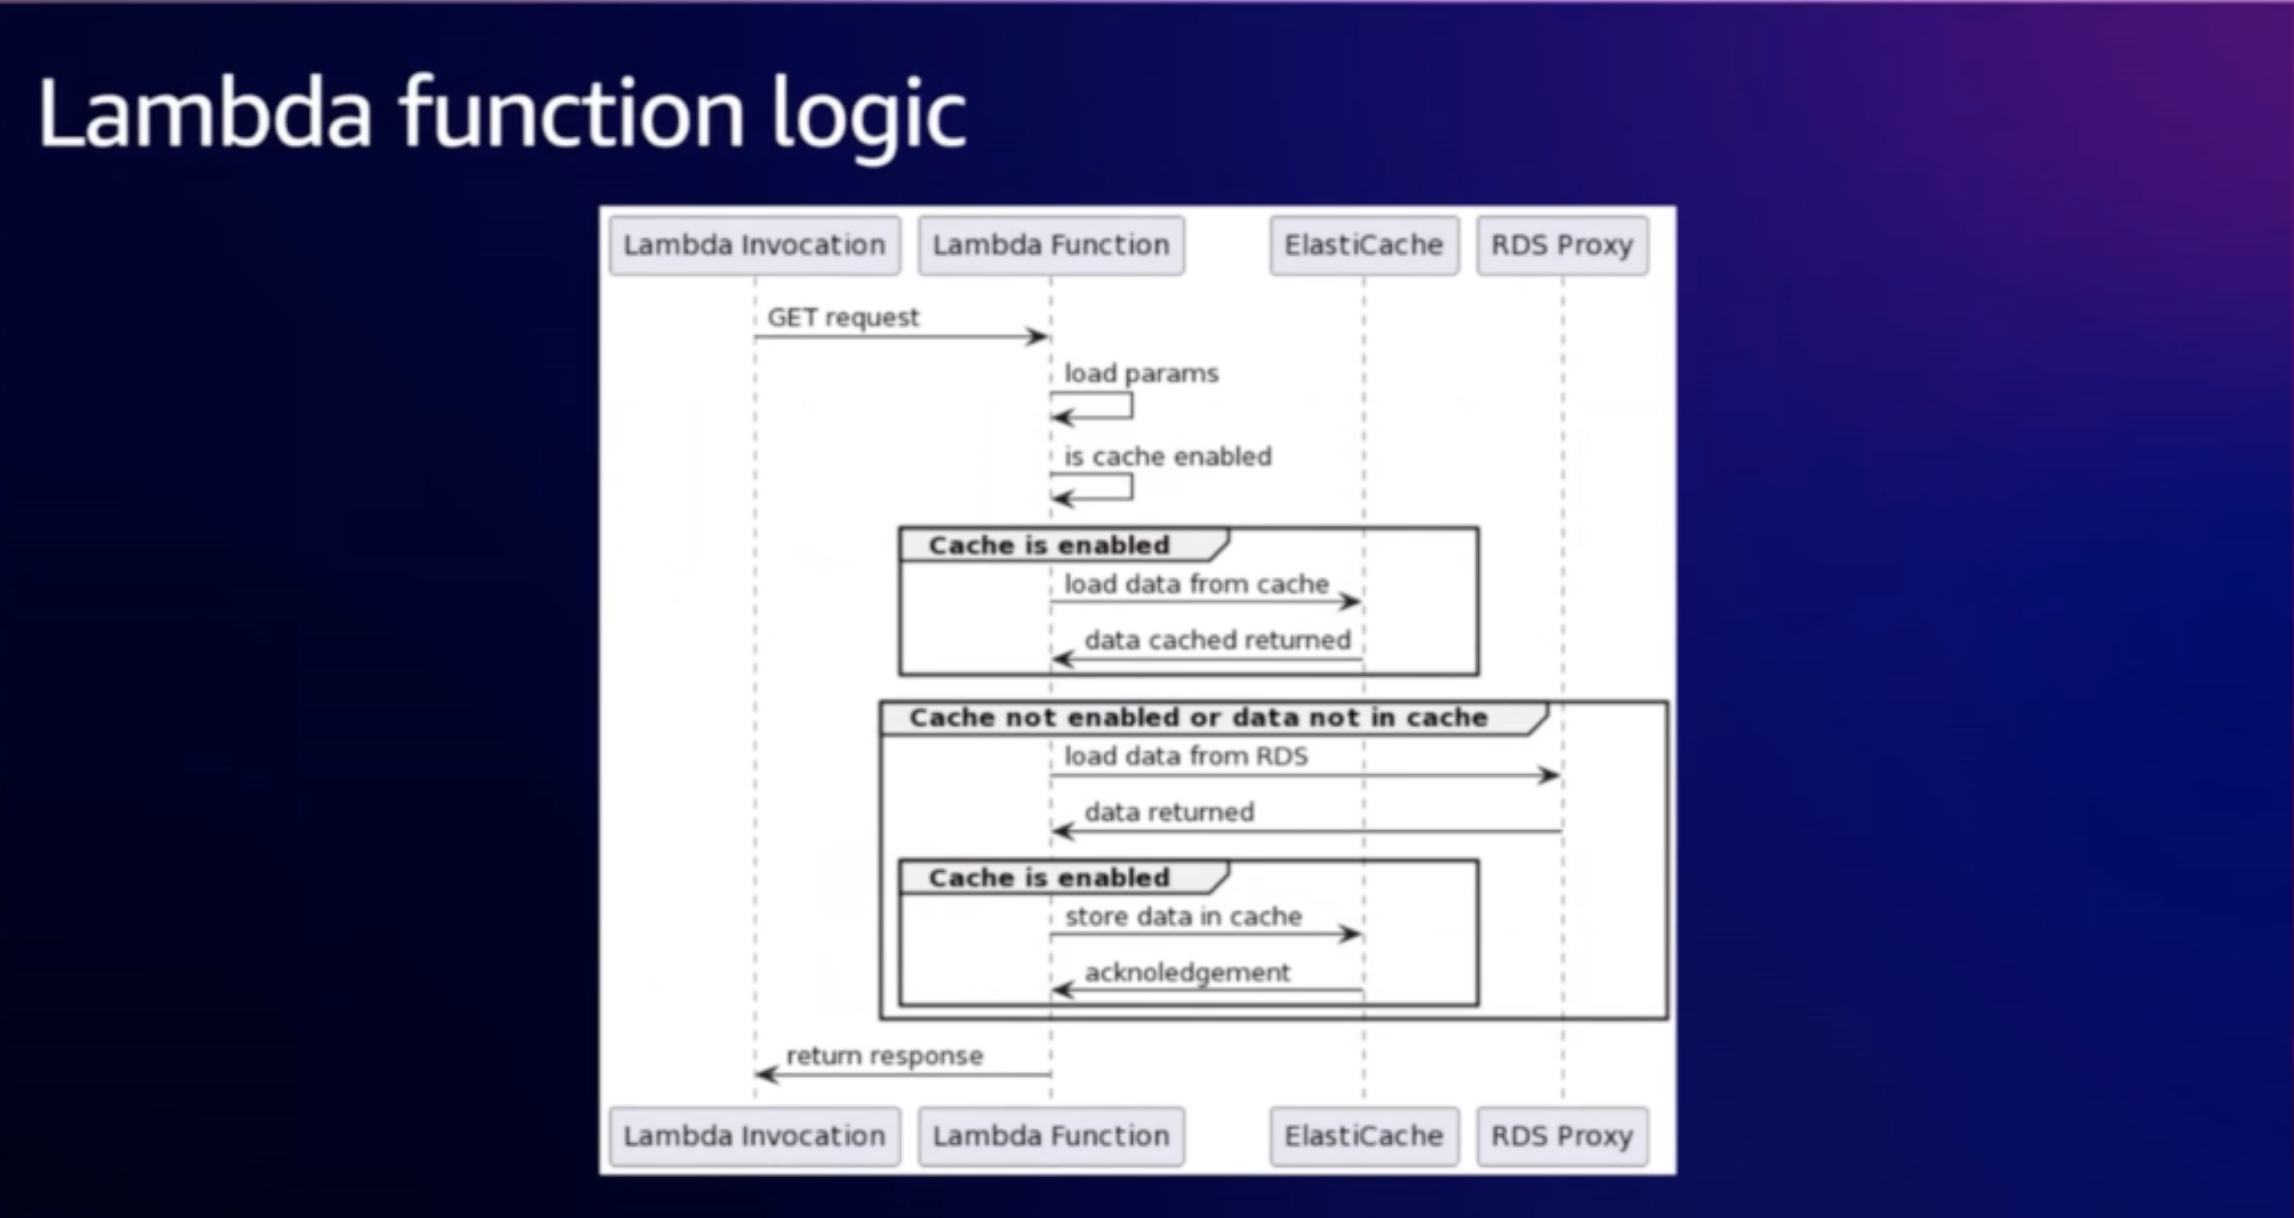 Lambda function logic
Lambda Invocation
Lambda Function
ElastiCache
RDS Proxy
GET request
load params
is cache enabled
Cache is enabled
load data from cache
data cached returned
Cache not enabled or data not in cache
load data from RDS
data returned
Cache is enabled
store data in cache
acknoledgement
return response
Lambda Invocation
Lambda Function
ElastiCache
RDS Proxy